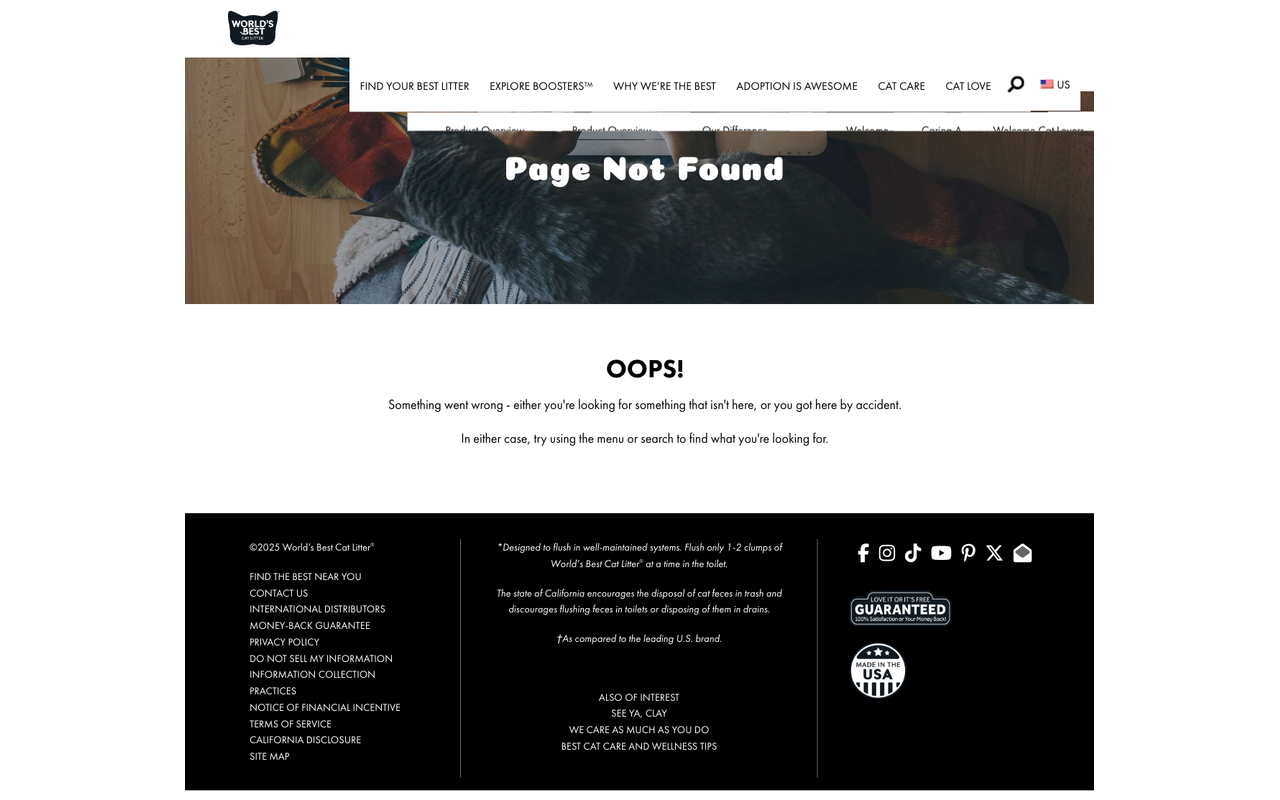 WORLD'S
BEST
CAT LITTER
FIND YOUR BEST LITTER
EXPLORE BOOSTERS™
WHY WE'RE THE BEST
ADOPTION IS AWESOME
CAT CARE
CAT LOVE
US
Product Overview
Product Overview
Our Difference
Welcome
Caring A
Welcome Cat Lovers
Page Not Found
OOPS!
Something went wrong - either you're looking for something that isn't here, or you got here by accident.
In either case, try using the menu or search to find what you're looking for.
©2025 World's Best Cat Litter®
FIND THE BEST NEAR YOU
CONTACT US
INTERNATIONAL DISTRIBUTORS
MONEY-BACK GUARANTEE
PRIVACY POLICY
DO NOT SELL MY INFORMATION
INFORMATION COLLECTION
PRACTICES
NOTICE OF FINANCIAL INCENTIVE
TERMS OF SERVICE
CALIFORNIA DISCLOSURE
SITE MAP
*Designed to flush in well-maintained systems. Flush only 1-2 clumps of
World's Best Cat Litter® at a time in the toilet.
The state of California encourages the disposal of cat feces in trash and
discourages flushing feces in toilets or disposing of them in drains.
†As compared to the leading U.S. brand.
ALSO OF INTEREST
SEE YA, CLAY
WE CARE AS MUCH AS YOU DO
BEST CAT CARE AND WELLNESS TIPS
LOVE IT OR IT'S FREE
GUARANTEED
100% Satisfaction or Your Money Back!
MADE IN THE
USA